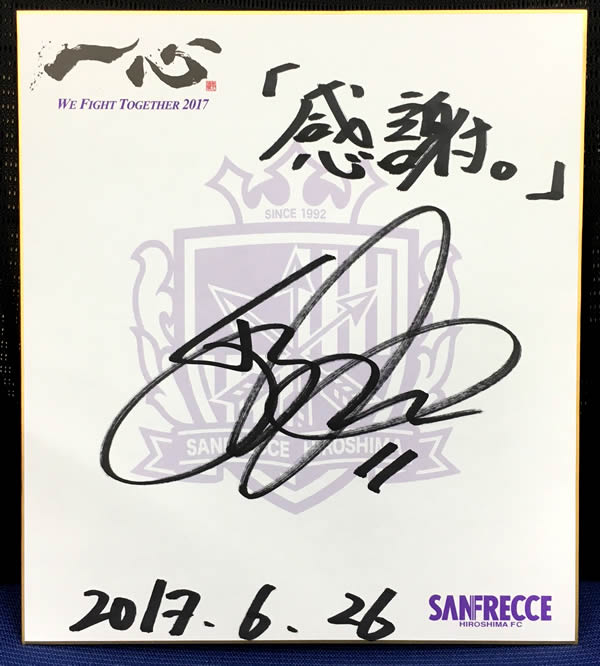 一心
WE FIGHT TOGETHER 2017
「感謝。」
SINCE 1992
SANFRECCE HIROSHIMA
11
2017.6.26
SANFRECCE
HIROSHIMA FC